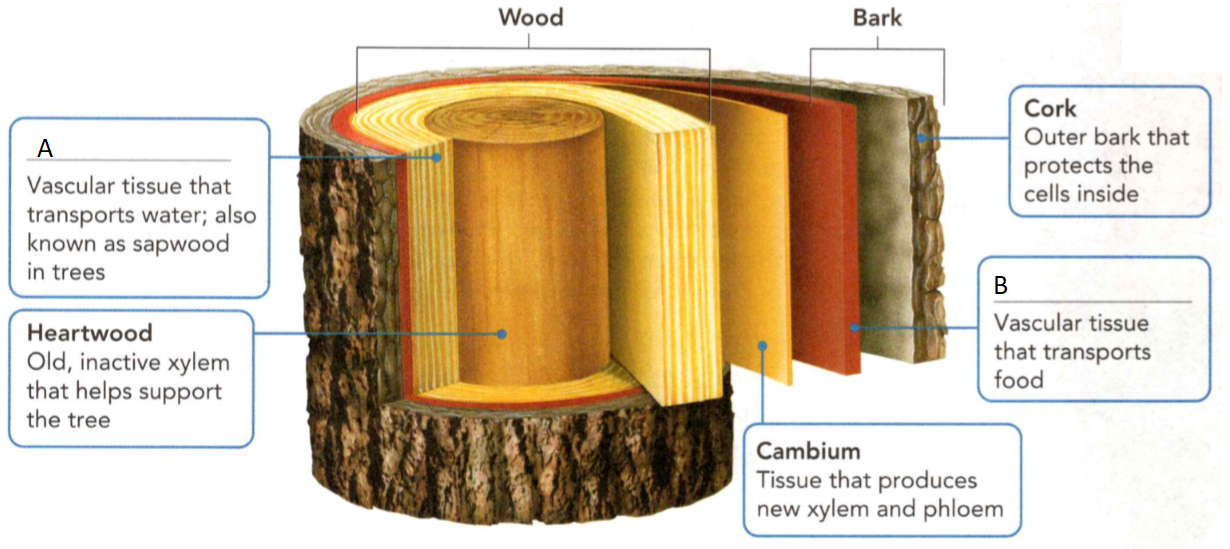 Wood
Bark
A
Vascular tissue that
transports water; also
known as sapwood
in trees
Heartwood
Old, inactive xylem
that helps support
the tree
Cork
Outer bark that
protects the
cells inside
B
Vascular tissue
that transports
food
Cambium
Tissue that produces
new xylem and phloem